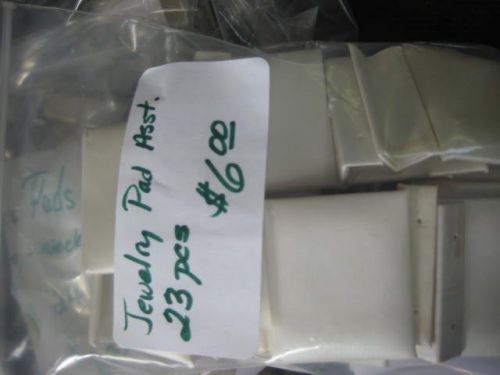 Jewelry Pad Asst.
23 pcs $6.00
Pads